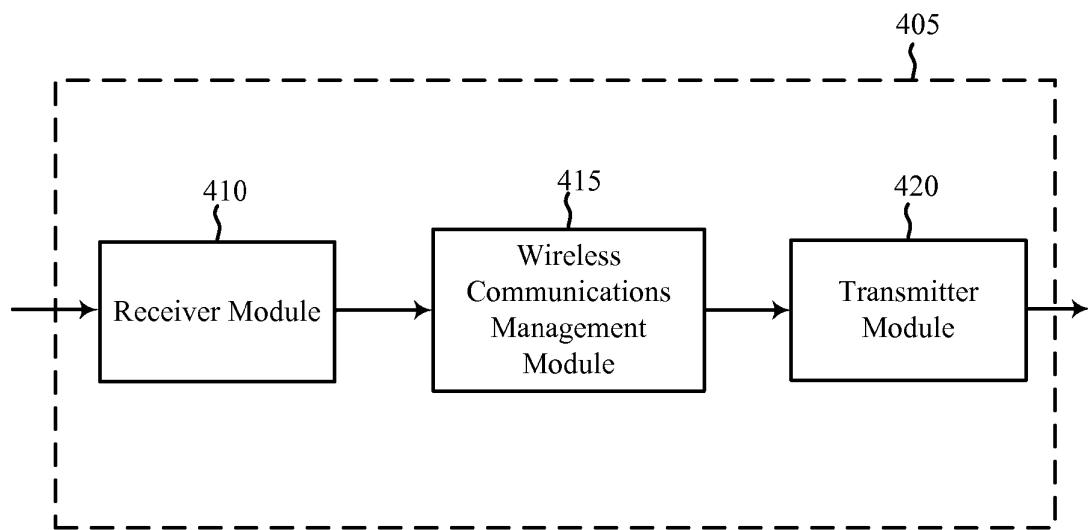 405
410
415
420
Receiver Module
Wireless
Communications
Management
Module
Transmitter
Module